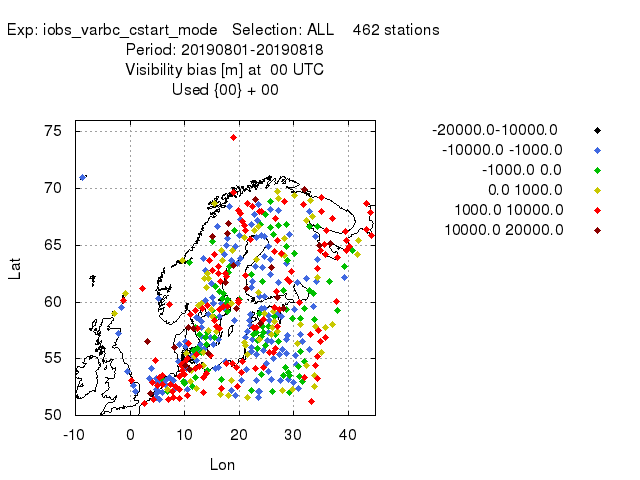 Exp: iobs_varbc_cstart_mode   Selection: ALL    462 stations
Period: 20190801-20190818
Visibility bias [m] at  00 UTC
Used {00} + 00
-20000.0-10000.0
-10000.0 -1000.0
-1000.0 0.0
0.0 1000.0
1000.0 10000.0
10000.0 20000.0
75
70
65
60
55
50
Lat
-10 0 10 20 30 40
Lon